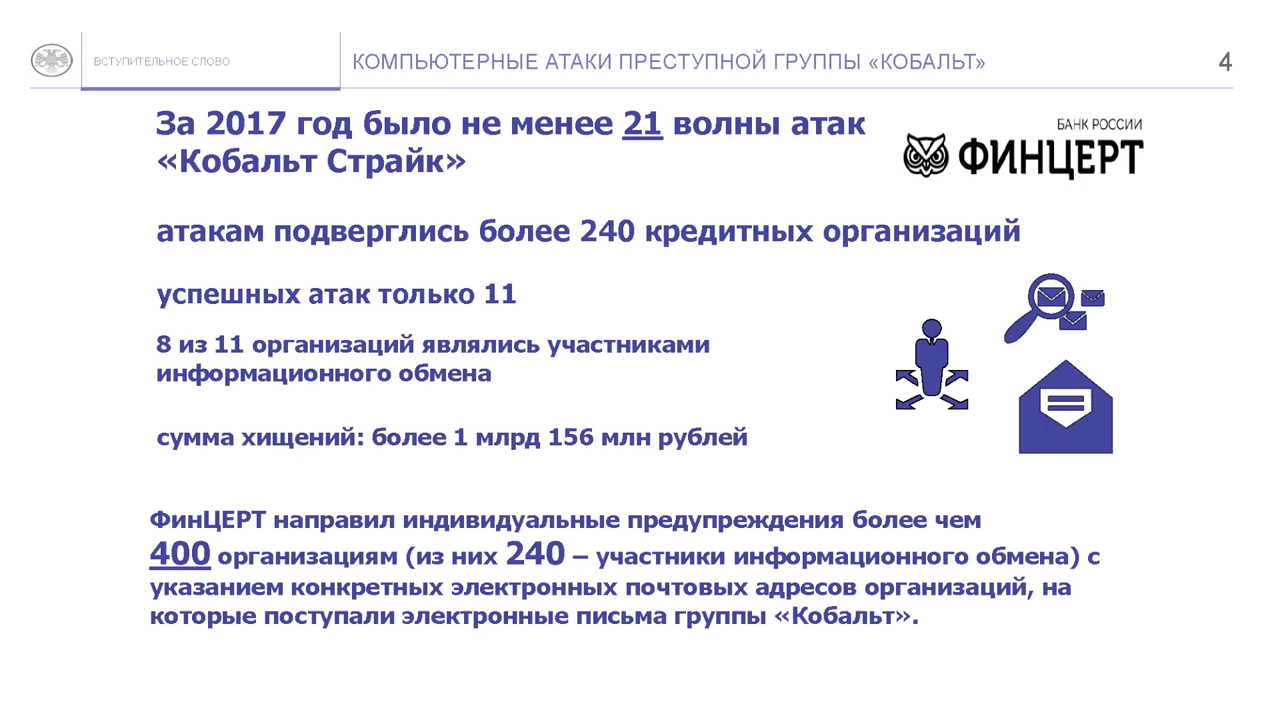 ВСТУПИТЕЛЬНОЕ СЛОВО
КОМПЬЮТЕРНЫЕ АТАКИ ПРЕСТУПНОЙ ГРУППЫ «КОБАЛЬТ»
4
За 2017 год было не менее 21 волны атак
«Кобальт Страйк»
БАНК РОССИИ
ФИНЦЕРТ
атакам подверглись более 240 кредитных организаций
успешных атак только 11
8 из 11 организаций являлись участниками
информационного обмена
сумма хищений: более 1 млрд 156 млн рублей
ФинЦЕРТ направил индивидуальные предупреждения более чем
400 организациям (из них 240 – участники информационного обмена) с
указанием конкретных электронных почтовых адресов организаций, на
которые поступали электронные письма группы «Кобальт».